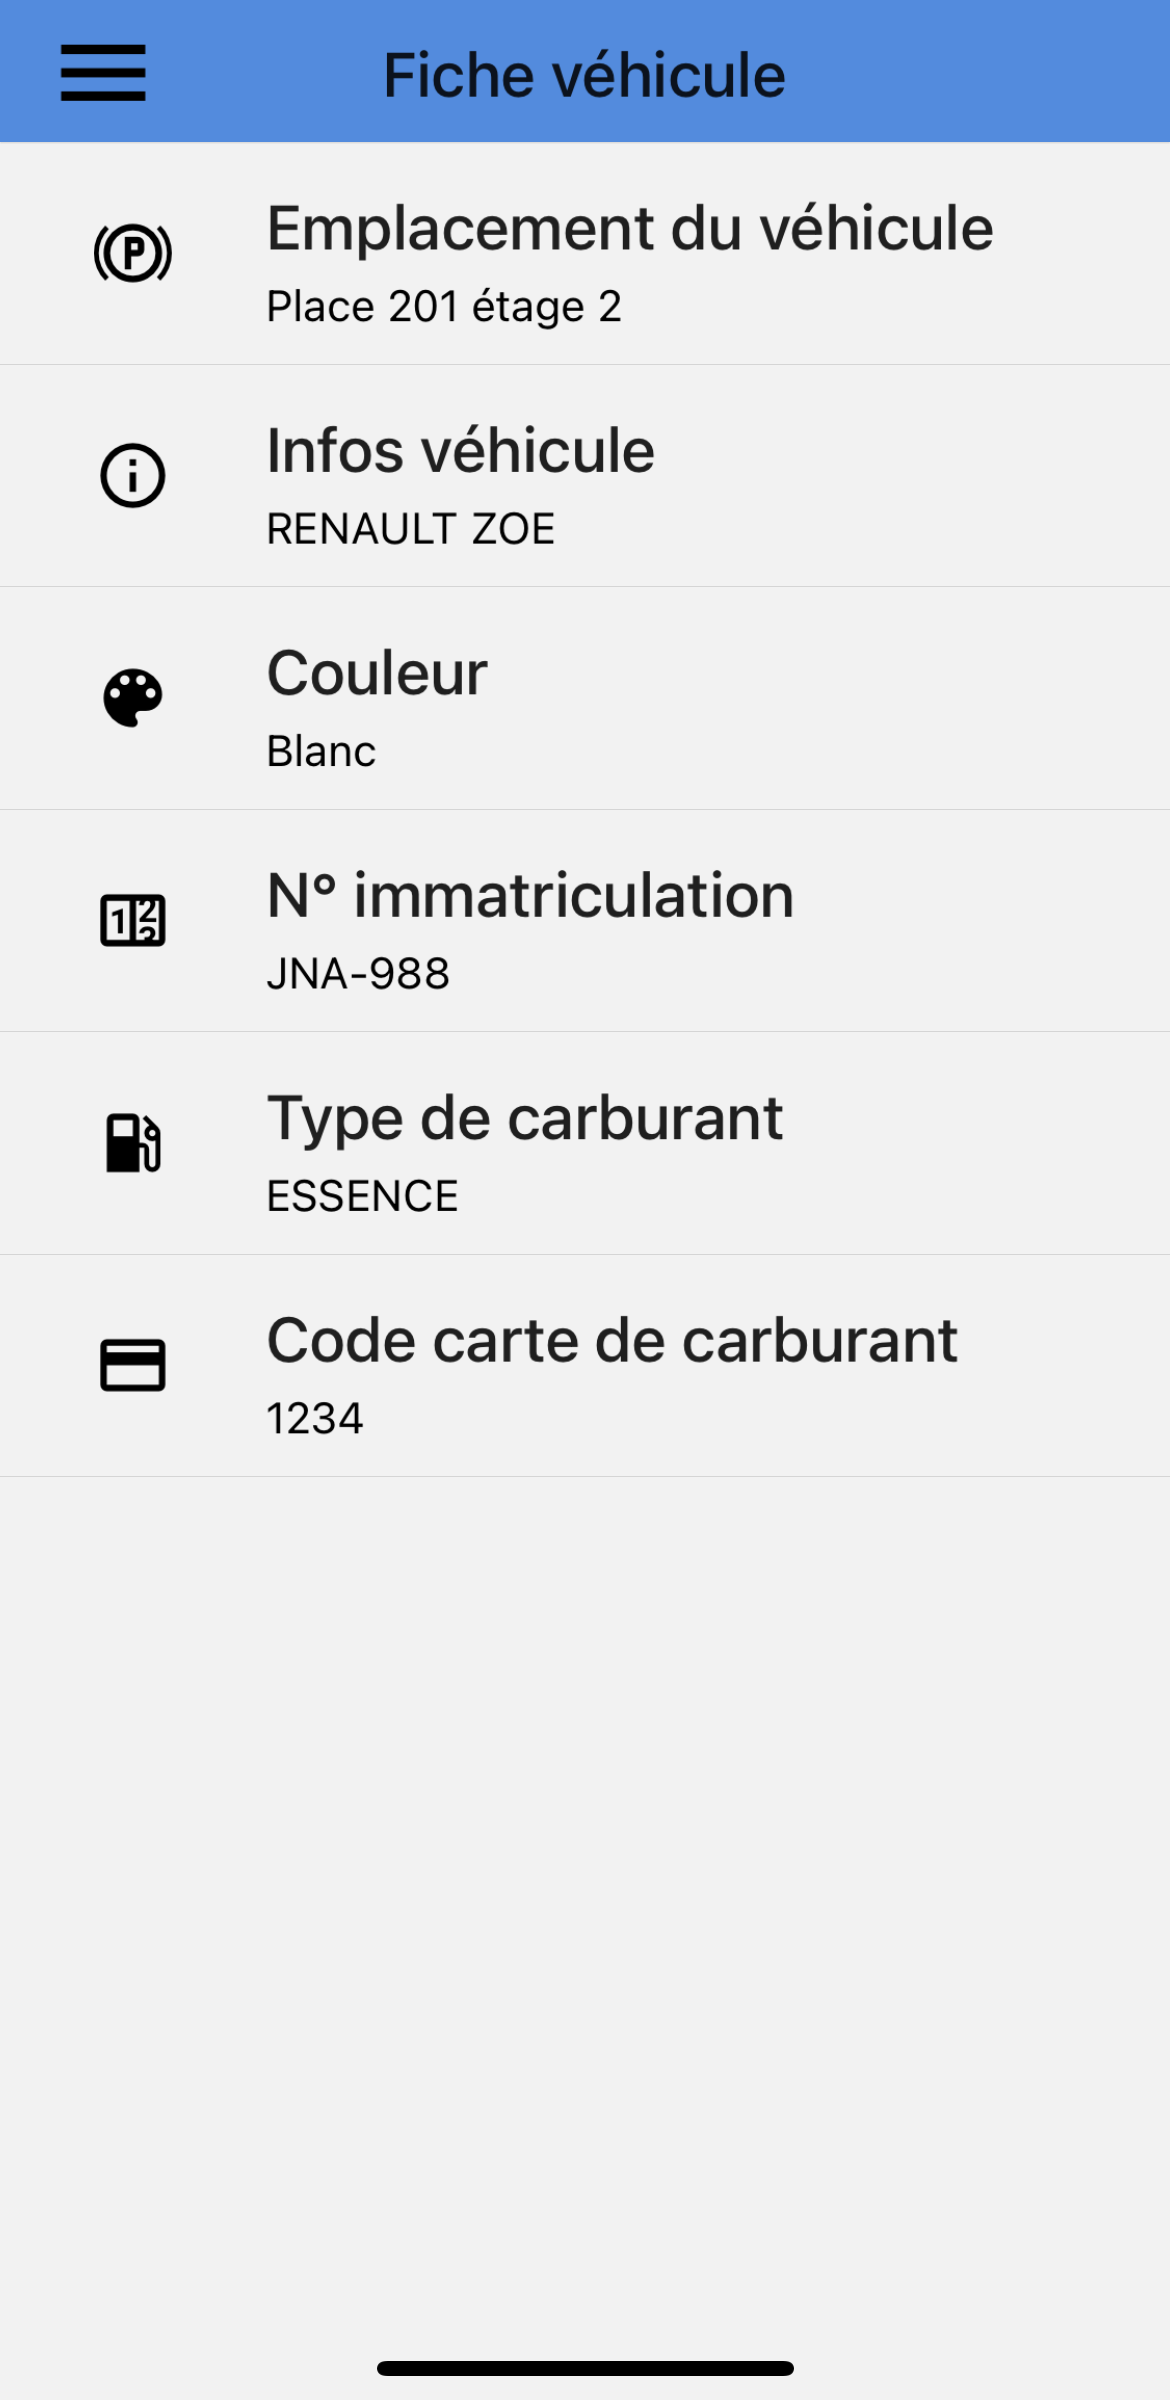 Fiche véhicule
Emplacement du véhicule
Place 201 étage 2
Infos véhicule
RENAULT ZOE
Couleur
Blanc
N° immatriculation
JNA-988
Type de carburant
ESSENCE
Code carte de carburant
1234